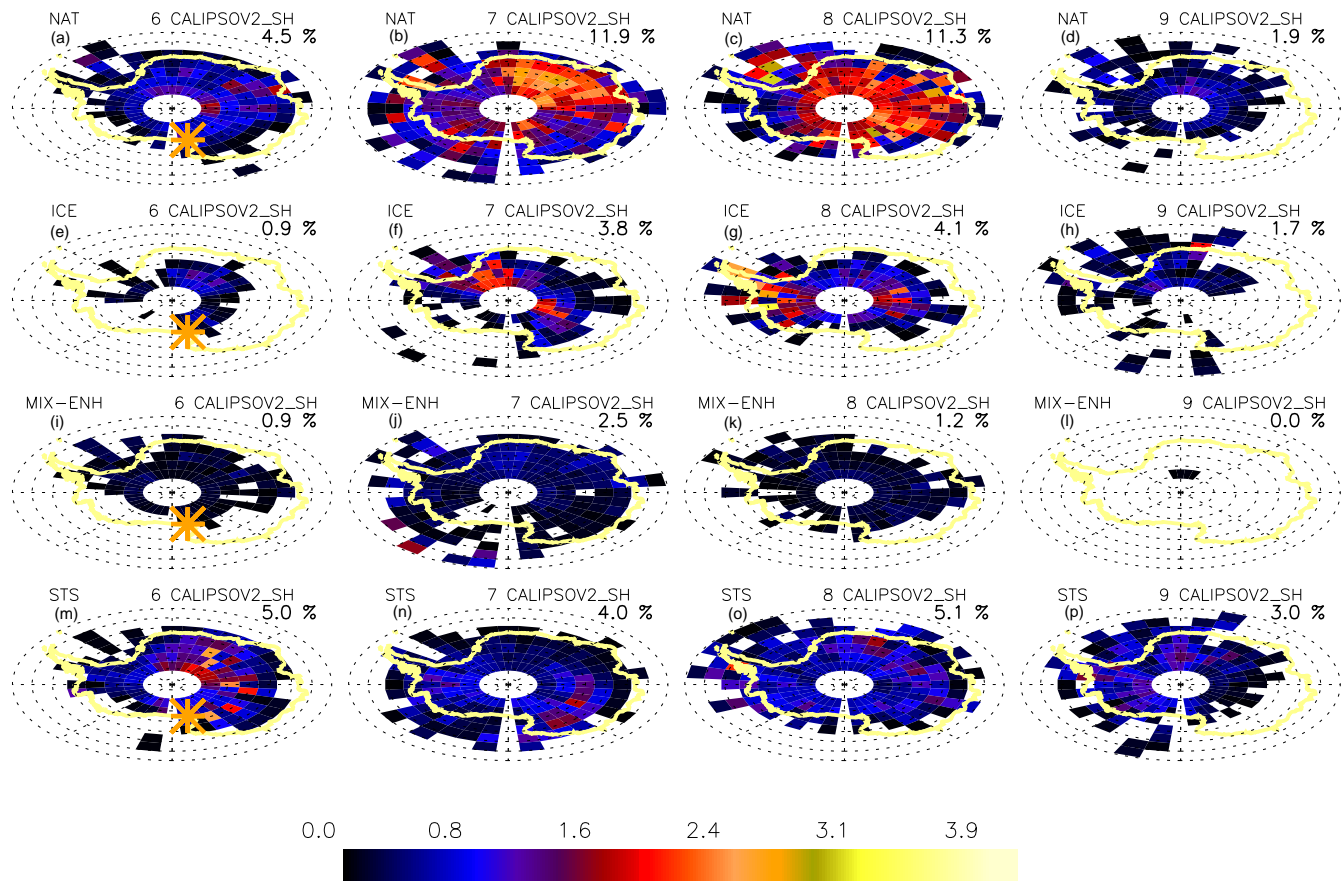 NAT 6 CALIPSOV2_SH
(a) 4.5 %
NAT 7 CALIPSOV2_SH
(b) 11.9 %
NAT 8 CALIPSOV2_SH
(c) 11.3 %
NAT 9 CALIPSOV2_SH
(d) 1.9 %
ICE 6 CALIPSOV2_SH
(e) 0.9 %
ICE 7 CALIPSOV2_SH
(f) 3.8 %
ICE 8 CALIPSOV2_SH
(g) 4.1 %
ICE 9 CALIPSOV2_SH
(h) 1.7 %
MIX-ENH 6 CALIPSOV2_SH
(i) 0.9 %
MIX-ENH 7 CALIPSOV2_SH
(j) 2.5 %
MIX-ENH 8 CALIPSOV2_SH
(k) 1.2 %
MIX-ENH 9 CALIPSOV2_SH
(l) 0.0 %
STS 6 CALIPSOV2_SH
(m) 5.0 %
STS 7 CALIPSOV2_SH
(n) 4.0 %
STS 8 CALIPSOV2_SH
(o) 5.1 %
STS 9 CALIPSOV2_SH
(p) 3.0 %
0.0 0.8 1.6 2.4 3.1 3.9